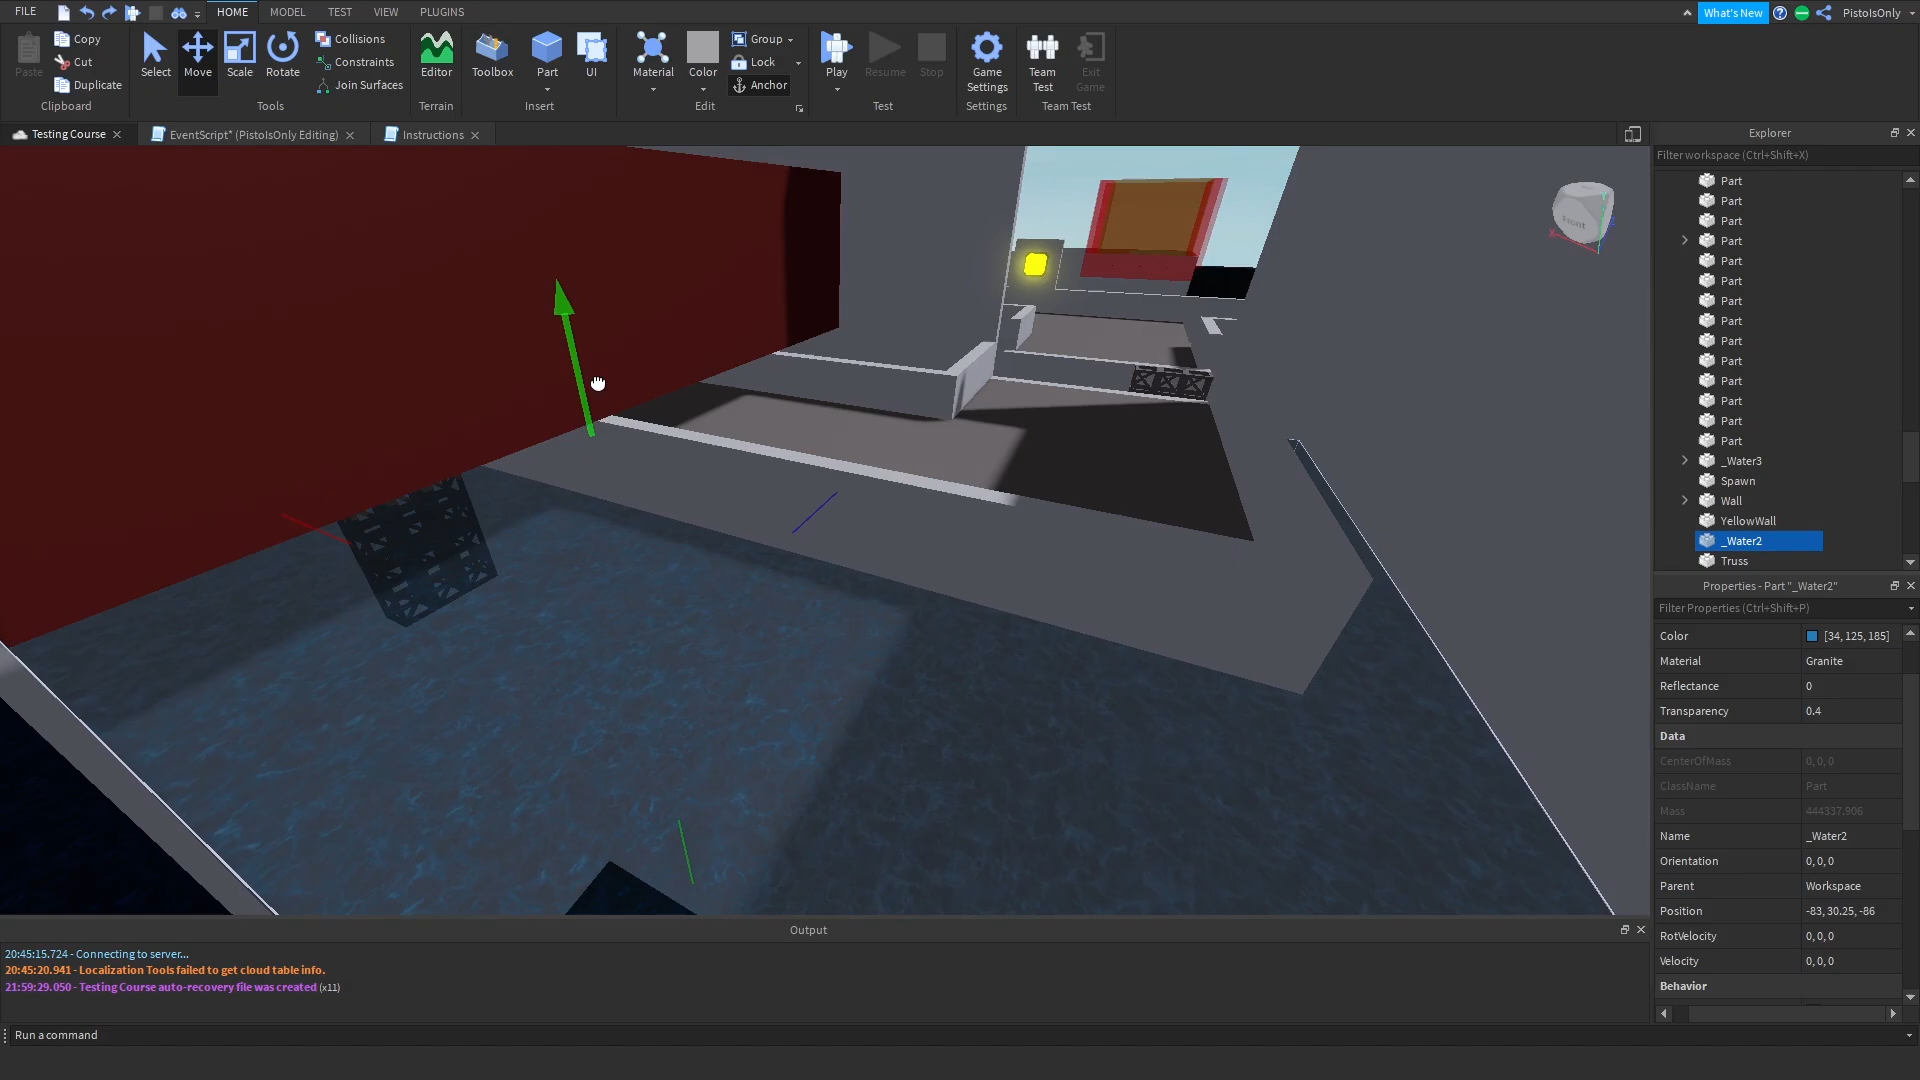 FILE HOME MODEL TEST VIEW PLUGINS What's New PistolsOnly
Paste Copy Cut Duplicate
Clipboard
Select Move Scale Rotate Collisions Constraints Join Surfaces
Tools
Editor
Terrain
Toolbox Part UI
Insert
Material Color Group Lock Anchor
Edit
Play Resume Stop
Test
Game Settings
Settings
Team Test Exit Game
Team Test
Testing Course EventScript* (PistolsOnly Editing) Instructions
Front
X
Y
Explorer
Filter workspace (Ctrl+Shift+X)
Part
Part
Part
Part
Part
Part
Part
Part
Part
Part
Part
Part
Part
Part
_Water3
Spawn
Wall
YellowWall
_Water2
Truss
Properties - Part "_Water2"
Filter Properties (Ctrl+Shift+P)
Color [34, 125, 185]
Material Granite
Reflectance 0
Transparency 0.4
Data
CenterOfMass 0, 0, 0
ClassName Part
Mass 444337.906
Name _Water2
Orientation 0, 0, 0
Parent Workspace
Position -83, 30.25, -86
RotVelocity 0, 0, 0
Velocity 0, 0, 0
Behavior
Output
20:45:15.724 - Connecting to server...
20:45:20.941 - Localization Tools failed to get cloud table info.
21:59:29.050 - Testing Course auto-recovery file was created (x11)
Run a command